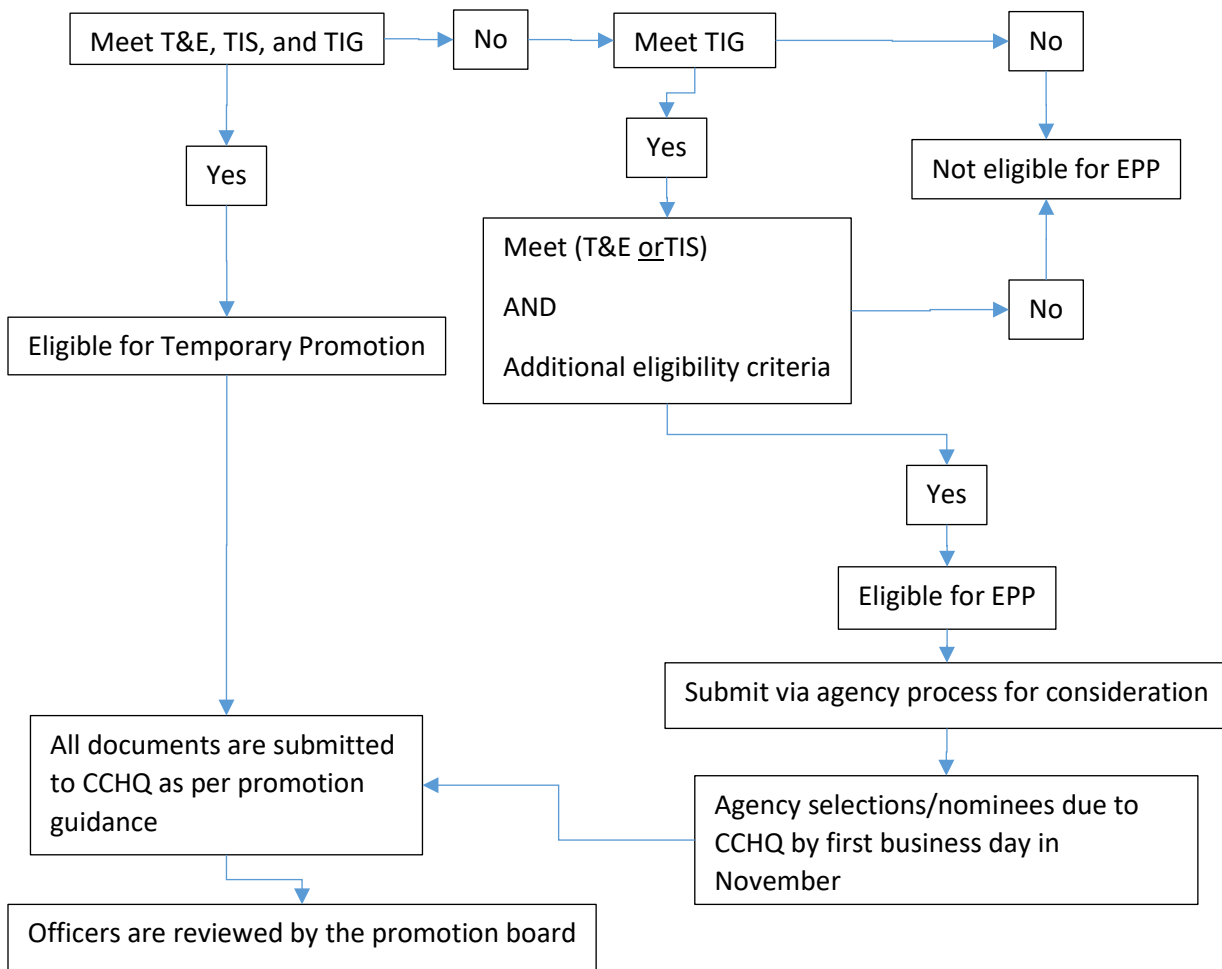 Meet T&E, TIS, and TIG
No
Meet TIG
No
Yes
Yes
Not eligible for EPP
Meet (T&E orTIS)
AND
Additional eligibility criteria
No
Eligible for Temporary Promotion
Yes
Eligible for EPP
Submit via agency process for consideration
All documents are submitted
to CCHQ as per promotion
guidance
Agency selections/nominees due to
CCHQ by first business day in
November
Officers are reviewed by the promotion board